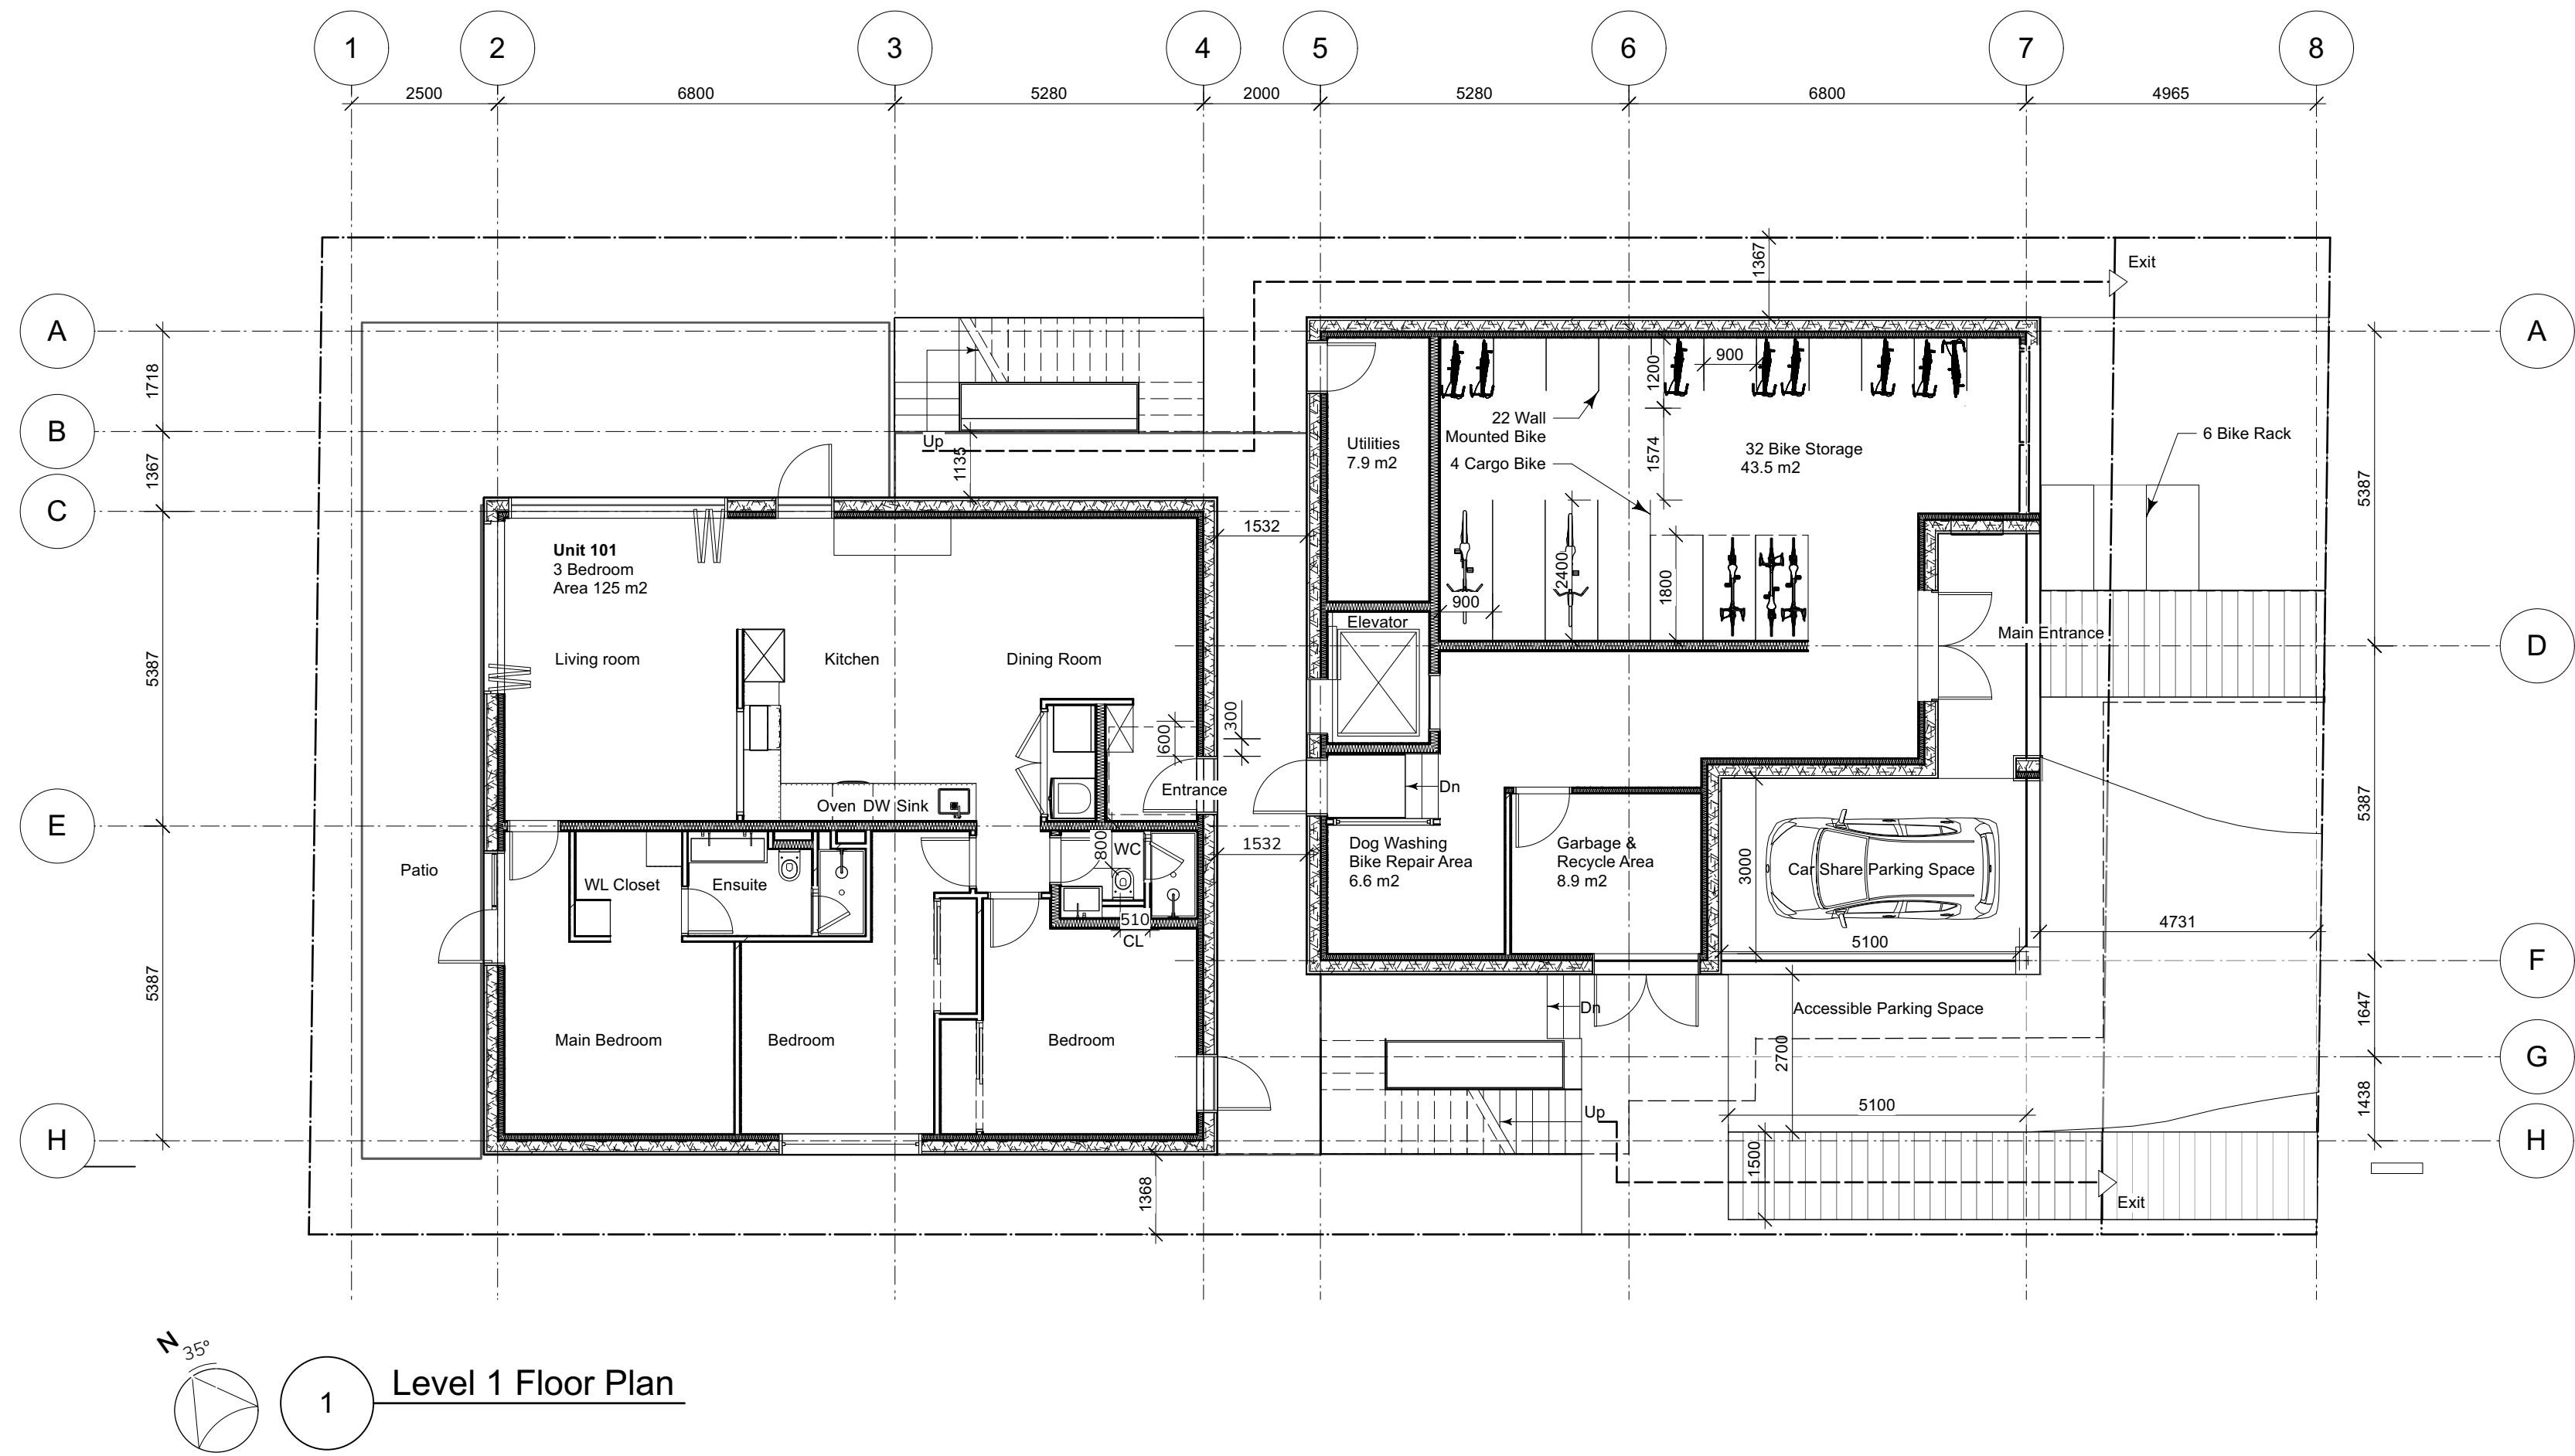 1 2 3 4 5 6 7 8
2500 6800 5280 2000 5280 6800 4965
1367
Exit
A
A
1718
1200
900
B
22 Wall
Mounted Bike
Up
1135
Utilities
7.9 m2
1574
32 Bike Storage
43.5 m2
6 Bike Rack
4 Cargo Bike
1367
5387
C
1532
Unit 101
3 Bedroom
Area 125 m2
2400
1800
900
Elevator
Main Entrance
D
5387
Living room
Kitchen
Dining Room
600
300
Entrance
Dn
Oven DW Sink
E
5387
1532
800
WC
Dog Washing
Bike Repair Area
6.6 m2
Garbage &
Recycle Area
8.9 m2
3000
Car Share Parking Space
Patio
WL Closet
Ensuite
510
CL
5100
4731
F
5387
Dn
Accessible Parking Space
1647
Main Bedroom
Bedroom
Bedroom
2700
G
1438
Up
5100
H
H
1500
1368
Exit
N
35°
1
Level 1 Floor Plan